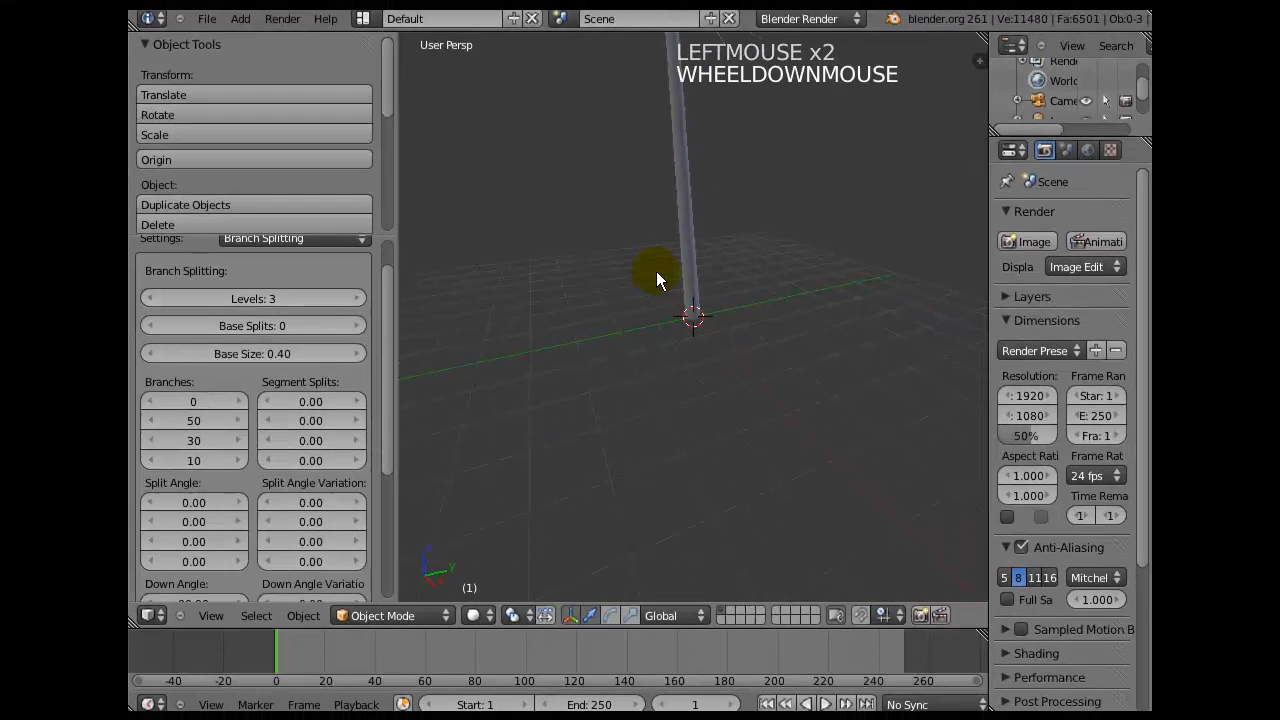 File Add Render Help Default Scene Blender Render blender.org 261 | Ve:11480 | Fa:6501 | Ob:0-3 |
Object Tools
Transform:
Translate
Rotate
Scale
Origin
Object:
Duplicate Objects
Delete
Settings: Branch Splitting
Branch Splitting:
Levels: 3
Base Splits: 0
Base Size: 0.40
Branches: Segment Splits:
0 0.00
50 0.00
30 0.00
10 0.00
Split Angle: Split Angle Variation:
0.00 0.00
0.00 0.00
0.00 0.00
0.00 0.00
Down Angle: Down Angle Variatio
User Persp
LEFTMOUSE x2
WHEELDOWNMOUSE
z
y
(1)
View Select Object Object Mode Global
-40 -20 0 20 40 60 80 100 120 140 160 180 200 220 240 260
View Marker Frame Playback Start: 1 End: 250 1 No Sync
View Search
Rende
World
Came
Scene
Render
Image Animati
Displa Image Edit
Layers
Dimensions
Render Prese
Resolution: Frame Ran
: 1920 Star: 1
: 1080 E: 250
50% Fra: 1
Aspect Rati Frame Rat
1.000 24 fps
1.000 Time Rema
1 1
Anti-Aliasing
5 8 11 16 Mitchel
Full Sa 1.000
Sampled Motion B
Shading
Performance
Post Processing